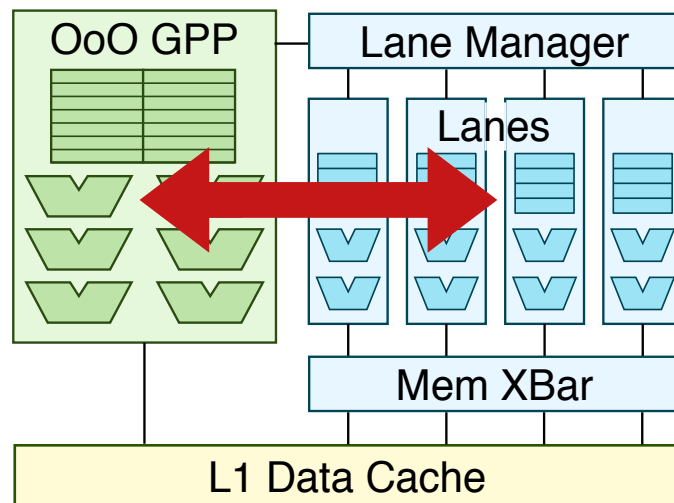 OoO GPP
Lane Manager
Lanes
Mem XBar
L1 Data Cache